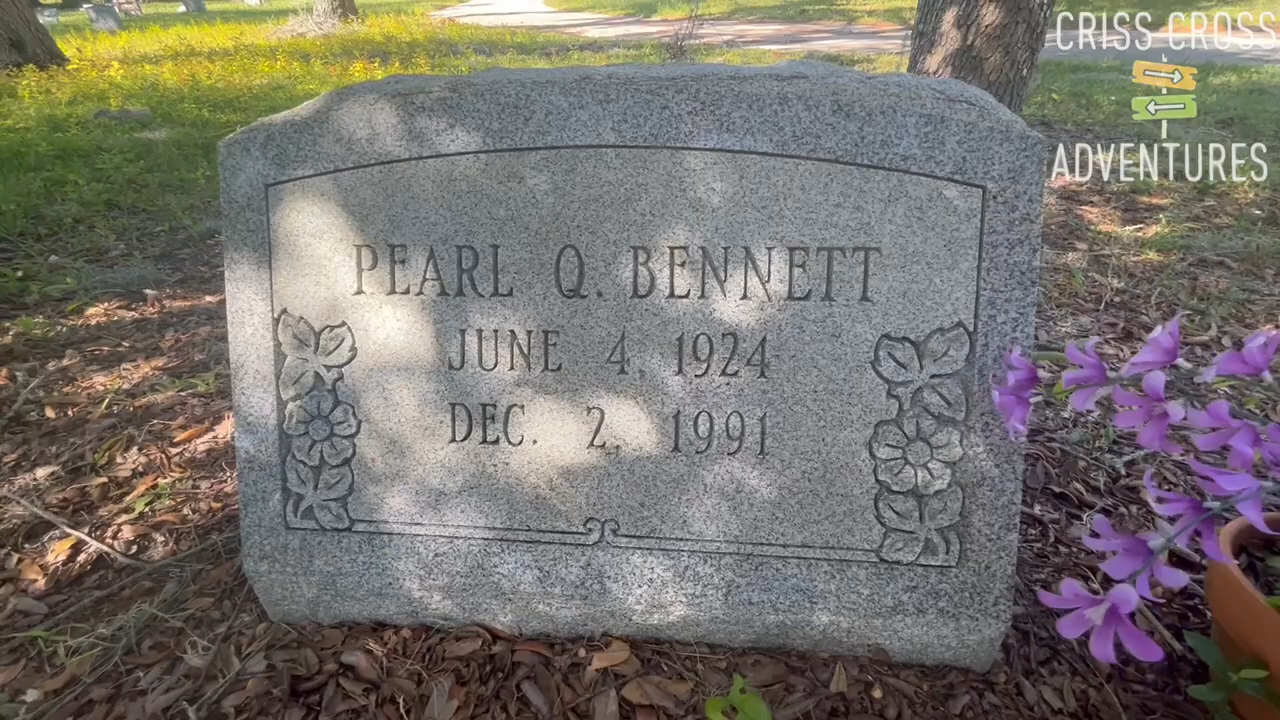 CRISS CROSS
ADVENTURES
PEARL Q. BENNETT
JUNE 4, 1924
DEC. 2, 1991